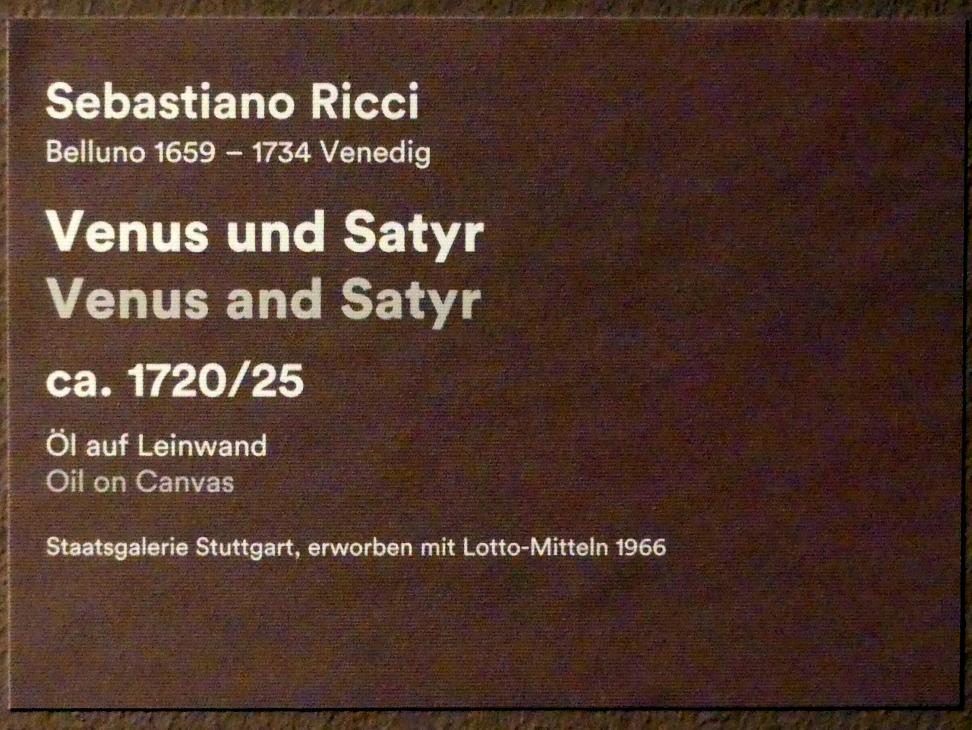 Sebastiano Ricci
Belluno 1659 – 1734 Venedig
Venus und Satyr
Venus and Satyr
ca. 1720/25
Öl auf Leinwand
Oil on Canvas
Staatsgalerie Stuttgart, erworben mit Lotto-Mitteln 1966